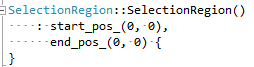 SelectionRegion::SelectionRegion()
    : start_pos_(0, 0),
      end_pos_(0, 0) {
}